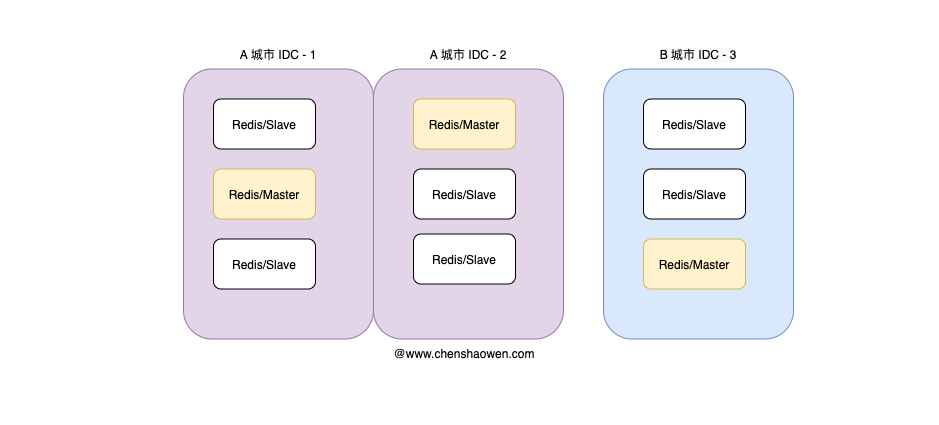 A 城市 IDC - 1
A 城市 IDC - 2
B 城市 IDC - 3
Redis/Slave
Redis/Master
Redis/Slave
Redis/Master
Redis/Slave
Redis/Slave
Redis/Slave
Redis/Slave
Redis/Master
@www.chenshaowen.com